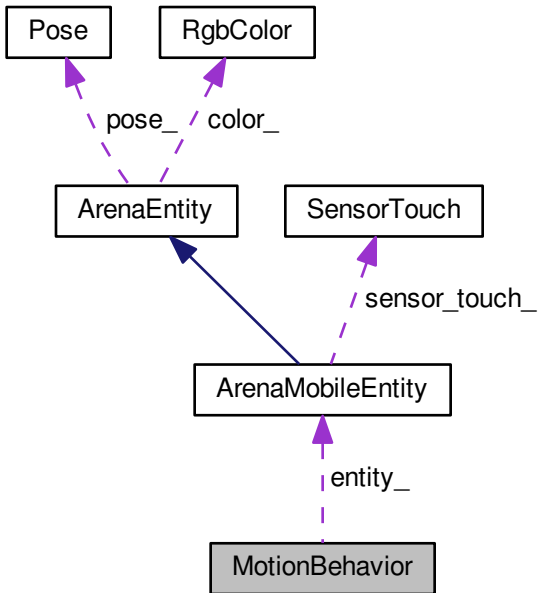 Pose
RgbColor
pose_
color_
ArenaEntity
SensorTouch
sensor_touch_
ArenaMobileEntity
entity_
MotionBehavior